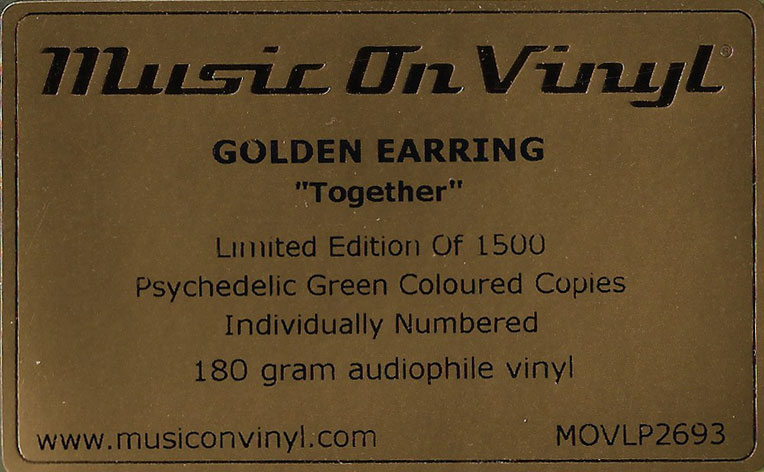 Music On Vinyl®
GOLDEN EARRING
"Together"
Limited Edition Of 1500
Psychedelic Green Coloured Copies
Individually Numbered
180 gram audiophile vinyl
www.musiconvinyl.com MOVLP2693